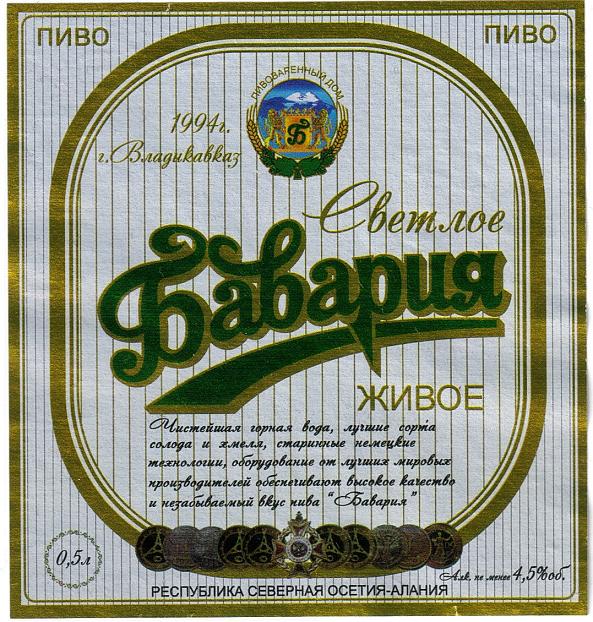 ПИВО
ПИВО
ПИВОВАРЕННЫЙ ДОМ
Б
1994г.
г.Владикавказ
Светлое
Бавария
ЖИВОЕ
Чистейшая горная вода, лучшие сорта
солода и хмеля, старинные немецкие
технологии, оборудование от лучших мировых
производителей обеспечивают высокое качество
и незабываемый вкус пива "Бавария"
0,5л
Алк. не менее 4,5%об.
РЕСПУБЛИКА СЕВЕРНАЯ ОСЕТИЯ-АЛАНИЯ